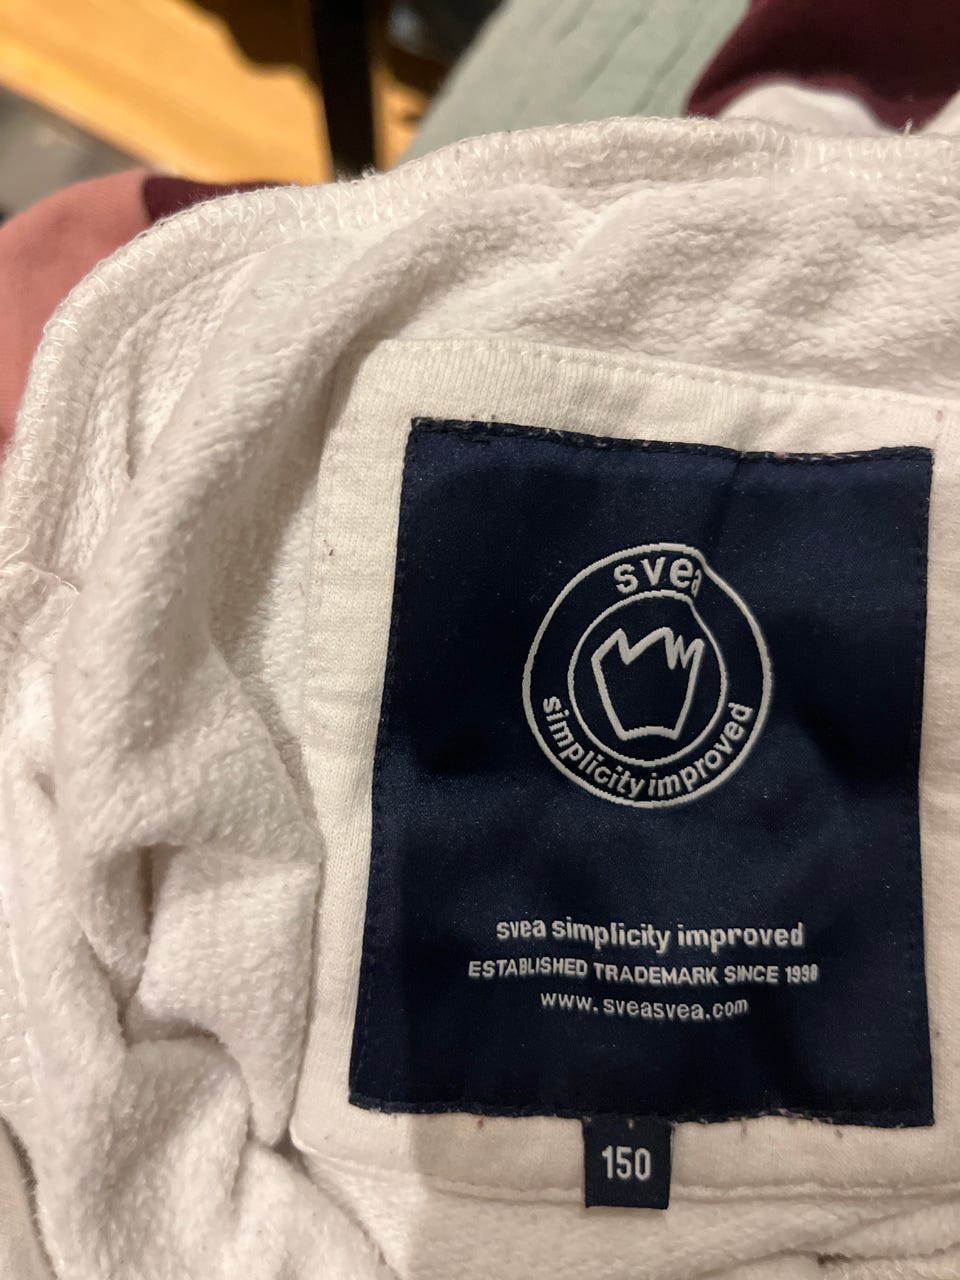 svea
simplicity improved
svea simplicity improved
ESTABLISHED TRADEMARK SINCE 1998
www.sveasvea.com
150